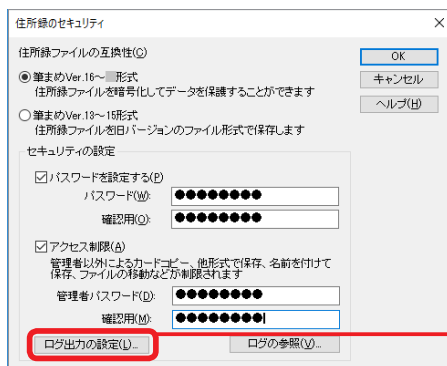 住所録のセキュリティ
住所録ファイルの互換性(C)
筆まめVer.16～ 形式
住所録ファイルを暗号化してデータを保護することができます
筆まめVer.13～15形式
住所録ファイルを旧バージョンのファイル形式で保存します
セキュリティの設定
パスワードを設定する(P)
パスワード(W):
確認用(O):
アクセス制限(A)
管理者以外によるカードコピー、他形式で保存、名前を付けて
保存、ファイルの移動などが制限されます
管理者パスワード(D):
確認用(M):
ログ出力の設定(L)...
ログの参照(V)...
OK
キャンセル
ヘルプ(H)